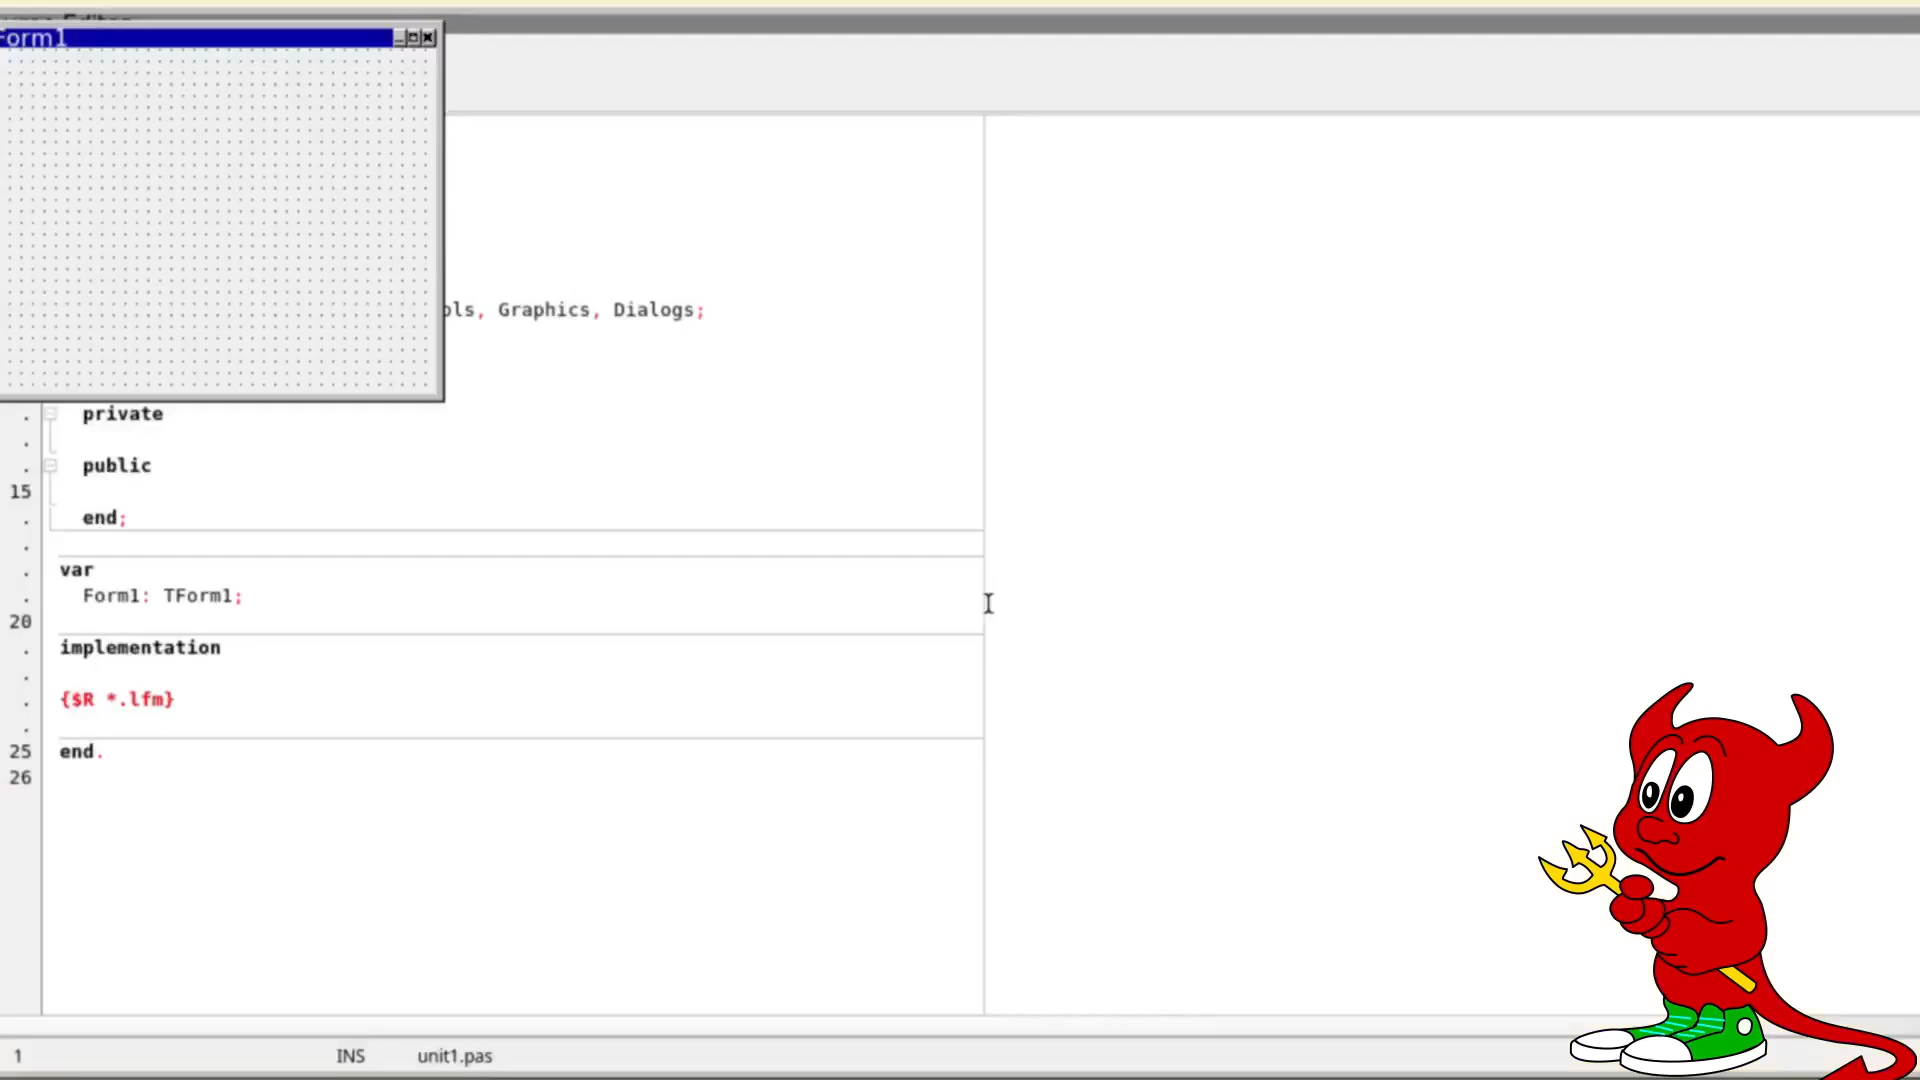 Form1
ols, Graphics, Dialogs;
private
public
15
end;
var
Form1: TForm1;
20
implementation
{$R *.lfm}
25 end.
26
1 INS unit1.pas